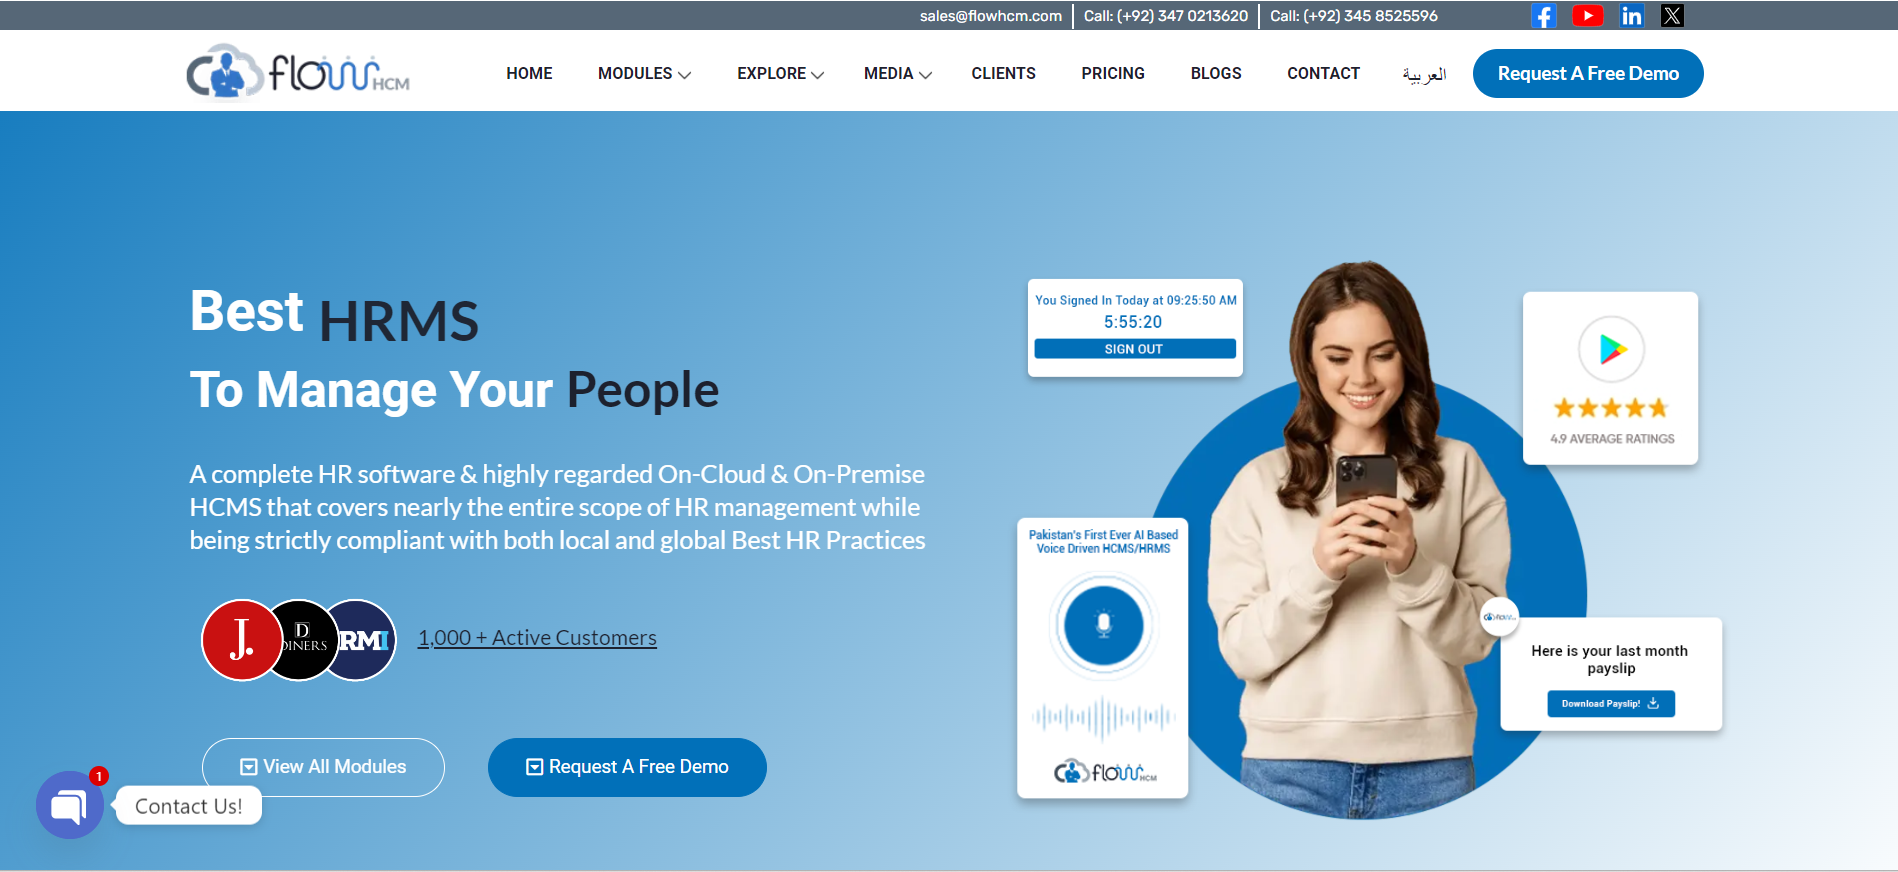 sales@flowhcm.com
Call: (+92) 347 0213620
Call: (+92) 345 8525596
flow HCM
HOME
MODULES
EXPLORE
MEDIA
CLIENTS
PRICING
BLOGS
CONTACT
العربية
Request A Free Demo
Best HRMS
To Manage Your People
A complete HR software & highly regarded On-Cloud & On-Premise
HCMS that covers nearly the entire scope of HR management while
being strictly compliant with both local and global Best HR Practices
J.
D
DINERS
RMI
1,000 + Active Customers
View All Modules
Request A Free Demo
1
Contact Us!
You Signed In Today at 09:25:50 AM
5:55:20
SIGN OUT
4.9 AVERAGE RATINGS
Pakistan's First Ever AI Based
Voice Driven HCMS/HRMS
flow HCM
Here is your last month
payslip
Download Payslip!